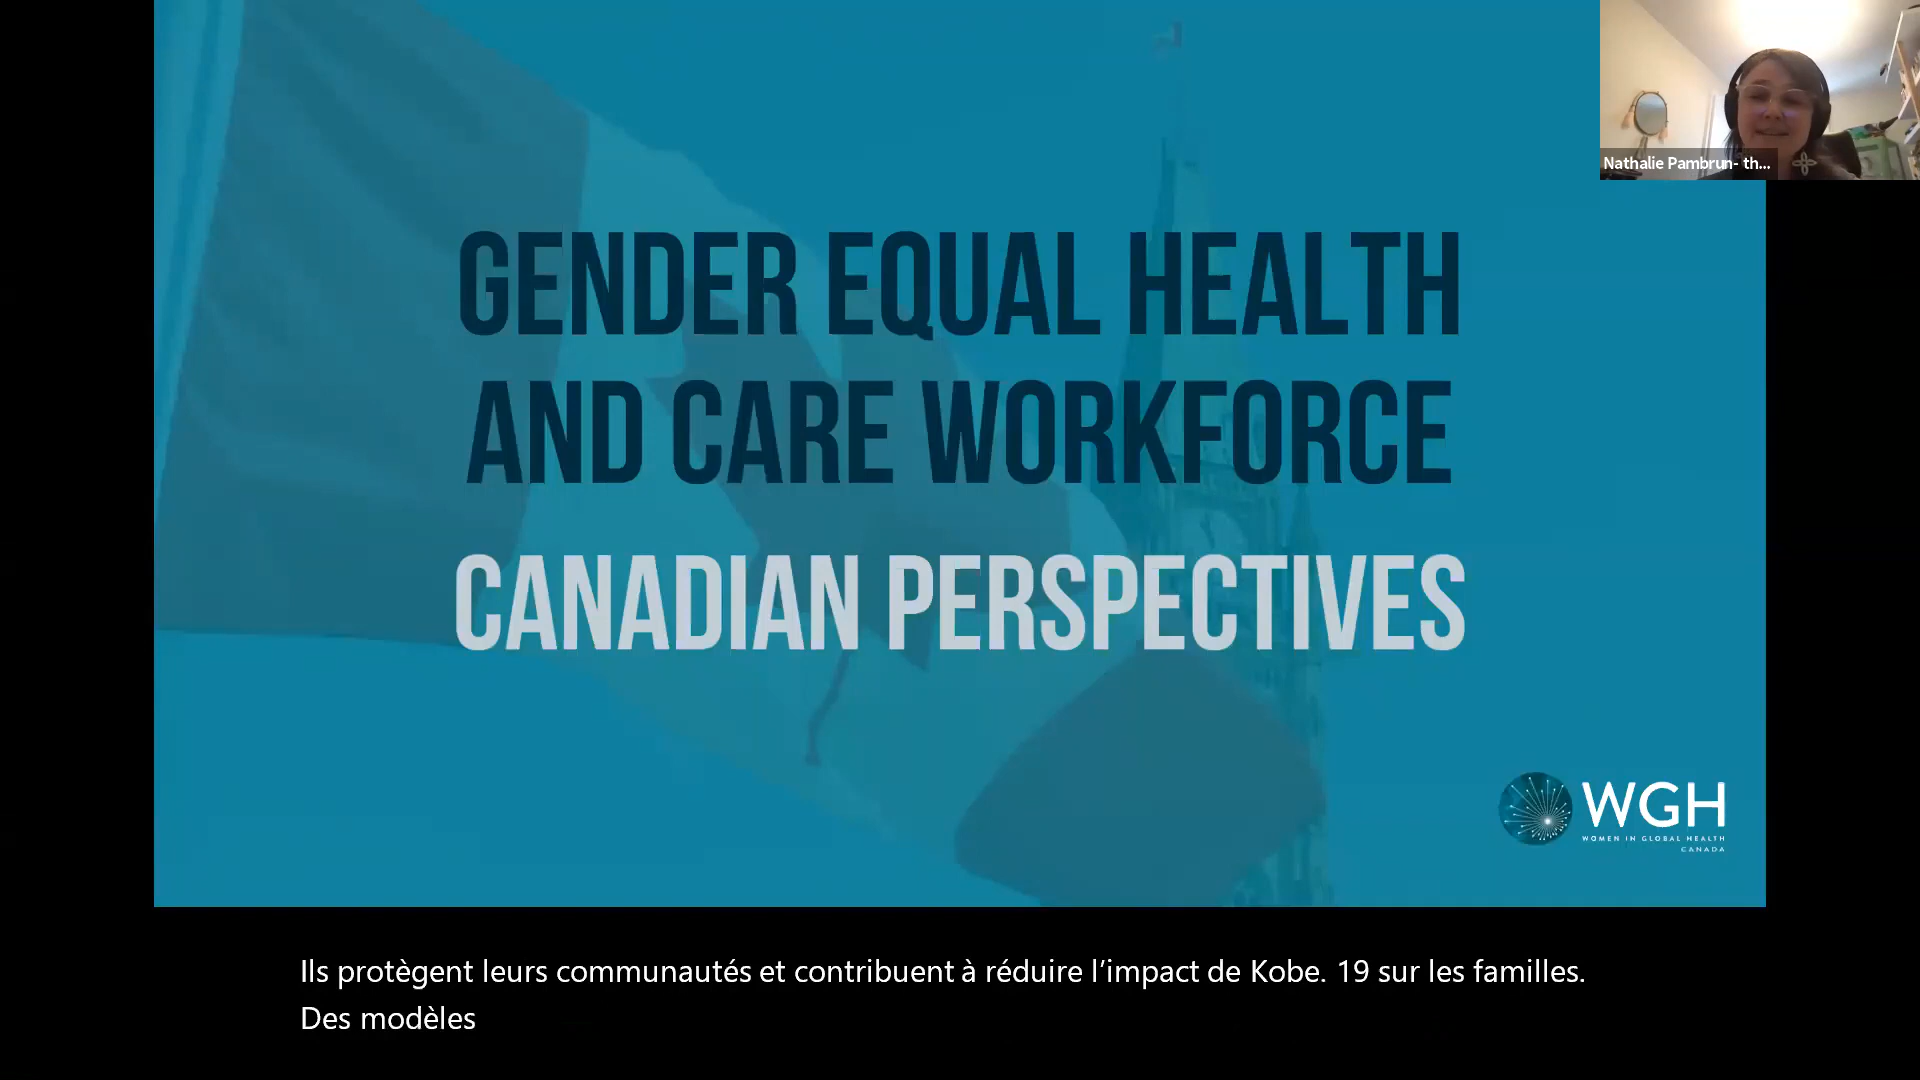 Nathalie Pambrun- th...
GENDER EQUAL HEALTH
AND CARE WORKFORCE
CANADIAN PERSPECTIVES
WGH
WOMEN IN GLOBAL HEALTH
CANADA
Ils protègent leurs communautés et contribuent à réduire l’impact de Kobe. 19 sur les familles.
Des modèles